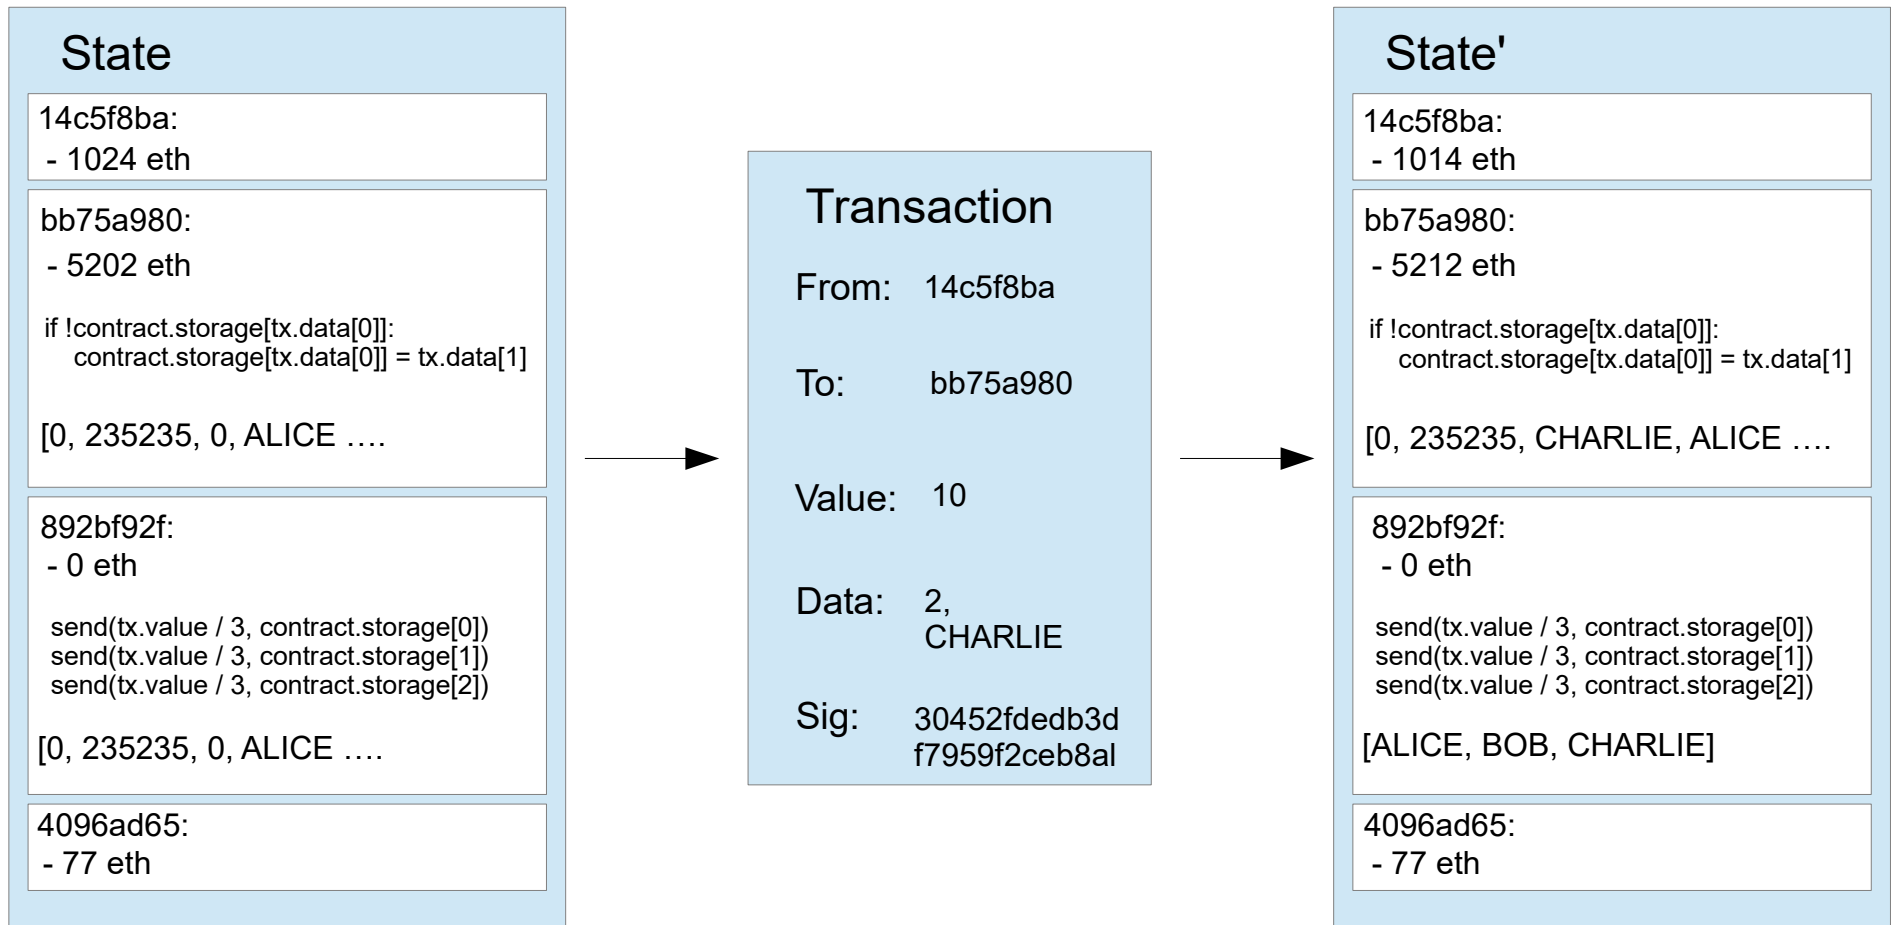 State
14c5f8ba:
- 1024 eth
bb75a980:
- 5202 eth
if !contract.storage[tx.data[0]]:
contract.storage[tx.data[0]] = tx.data[1]
[0, 235235, 0, ALICE ….
892bf92f:
- 0 eth
send(tx.value / 3, contract.storage[0])
send(tx.value / 3, contract.storage[1])
send(tx.value / 3, contract.storage[2])
[0, 235235, 0, ALICE ….
4096ad65:
- 77 eth
Transaction
From: 14c5f8ba
To: bb75a980
Value: 10
Data: 2,
CHARLIE
Sig: 30452fdedb3d
f7959f2ceb8al
State'
14c5f8ba:
- 1014 eth
bb75a980:
- 5212 eth
if !contract.storage[tx.data[0]]:
contract.storage[tx.data[0]] = tx.data[1]
[0, 235235, CHARLIE, ALICE ….
892bf92f:
- 0 eth
send(tx.value / 3, contract.storage[0])
send(tx.value / 3, contract.storage[1])
send(tx.value / 3, contract.storage[2])
[ALICE, BOB, CHARLIE]
4096ad65:
- 77 eth